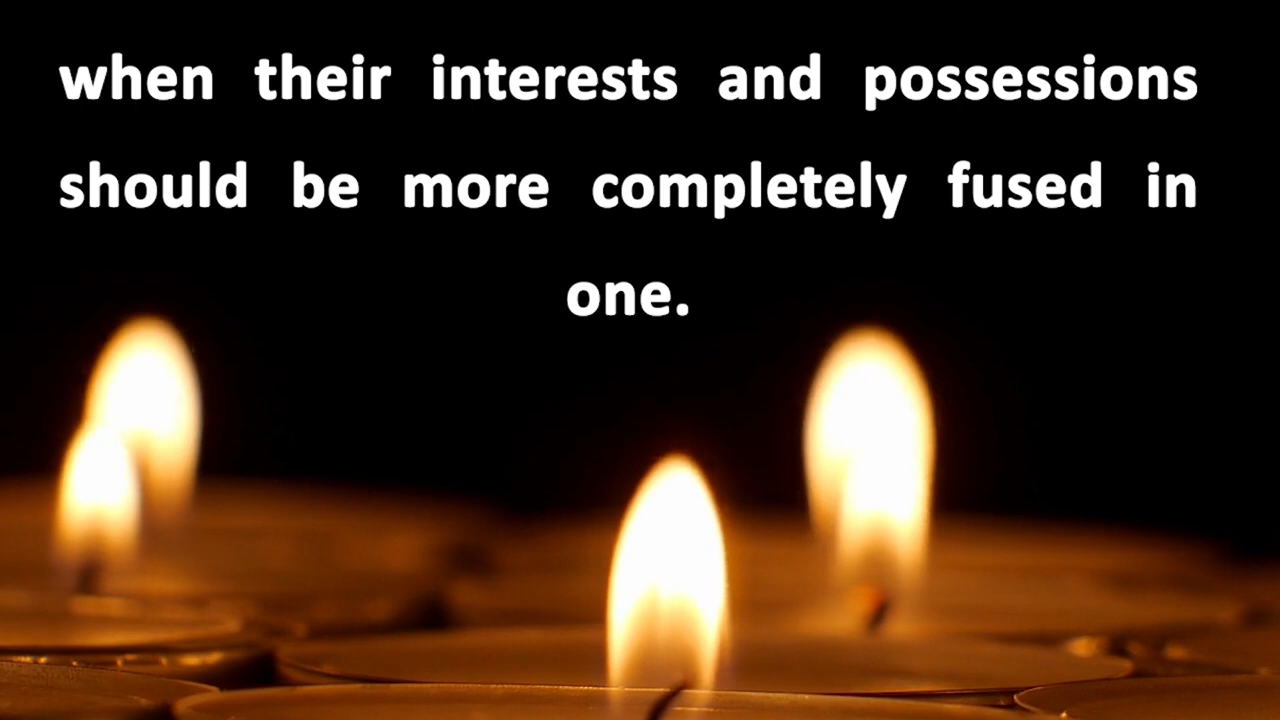 when their interests and possessions
should be more completely fused in
one.